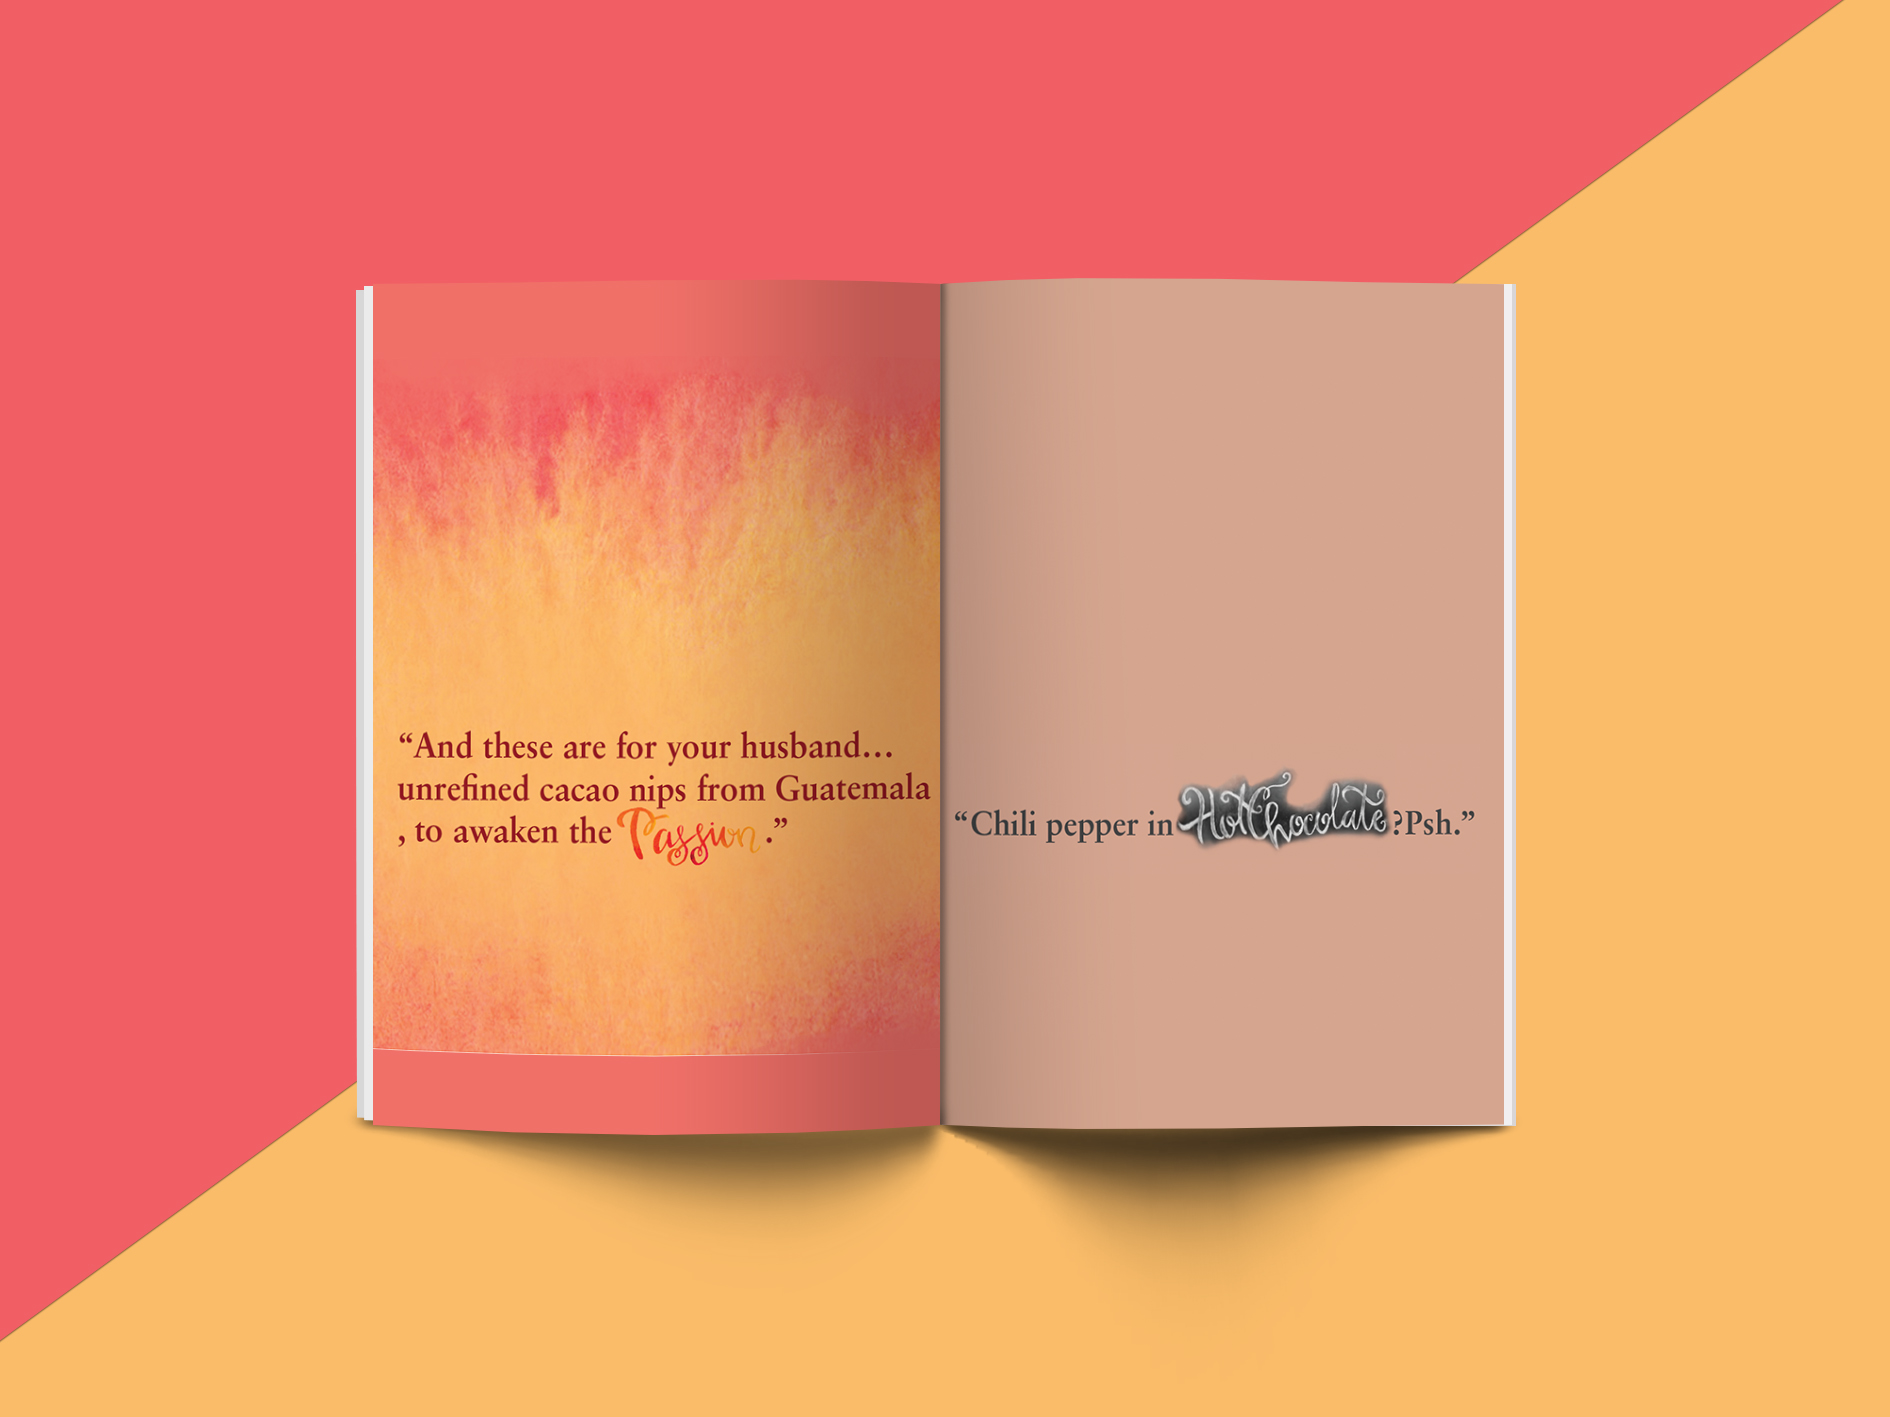 “And these are for your husband…
unrefined cacao nips from Guatemala
, to awaken the Passion .”
“Chili pepper in Hot Chocolate ?Psh.”